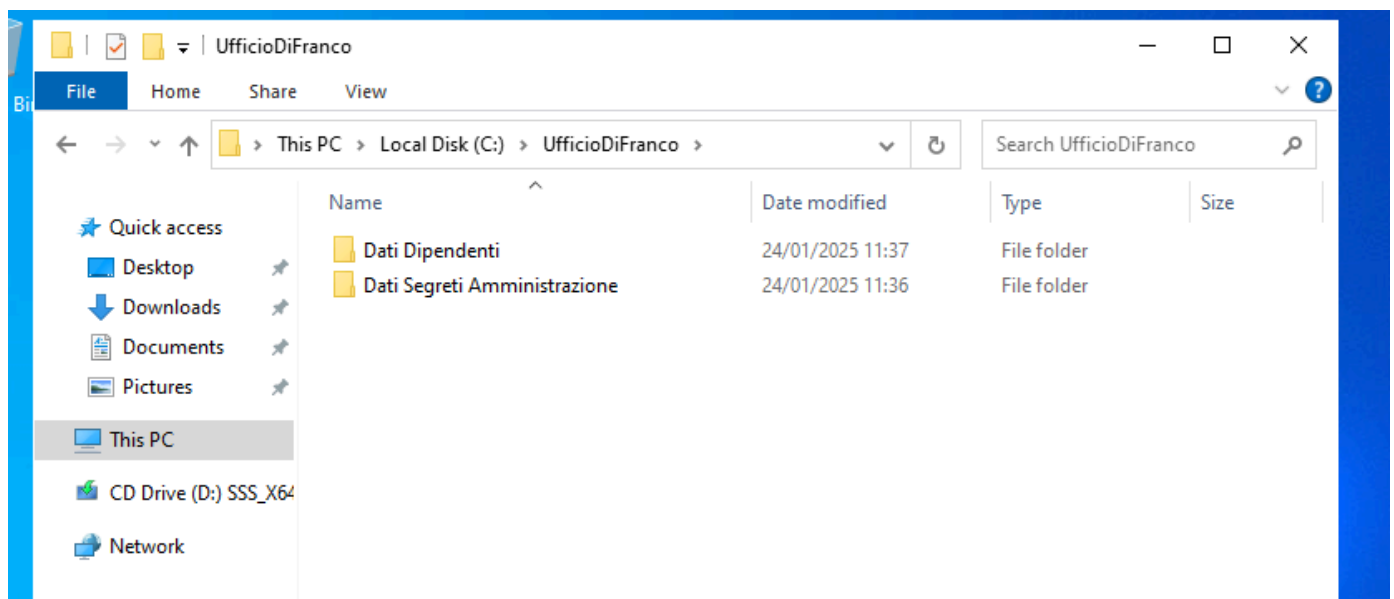 UfficioDiFranco
File Home Share View
This PC > Local Disk (C:) > UfficioDiFranco >
Search UfficioDiFranco
Name Date modified Type Size
Quick access
Desktop
Downloads
Documents
Pictures
This PC
CD Drive (D:) SSS_X64
Network
Dati Dipendenti 24/01/2025 11:37 File folder
Dati Segreti Amministrazione 24/01/2025 11:36 File folder